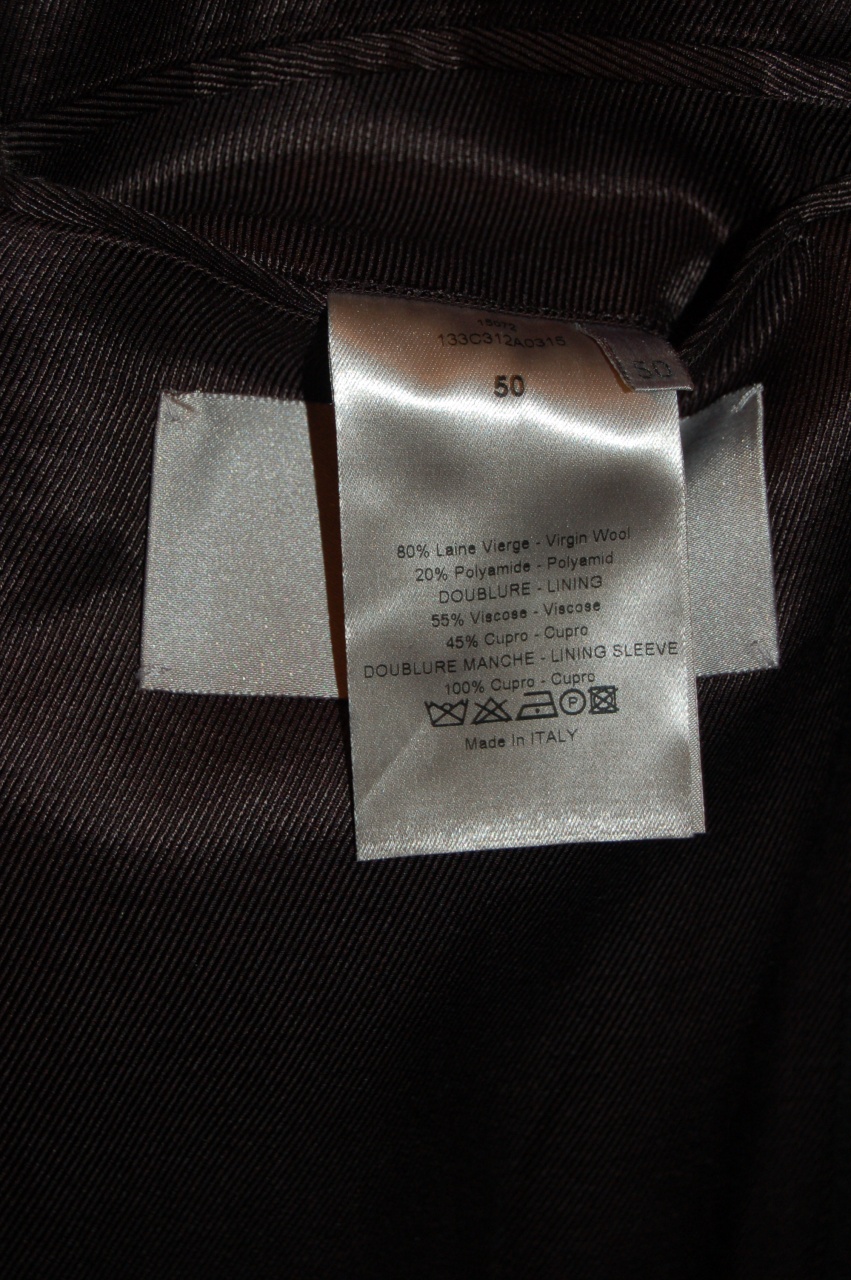 133C312A0315
50
50
80% Laine Vierge - Virgin Wool
20% Polyamide - Polyamid
DOUBLURE - LINING
55% Viscose - Viscose
45% Cupro - Cupro
DOUBLURE MANCHE - LINING SLEEVE
100% Cupro - Cupro
P
Made In ITALY